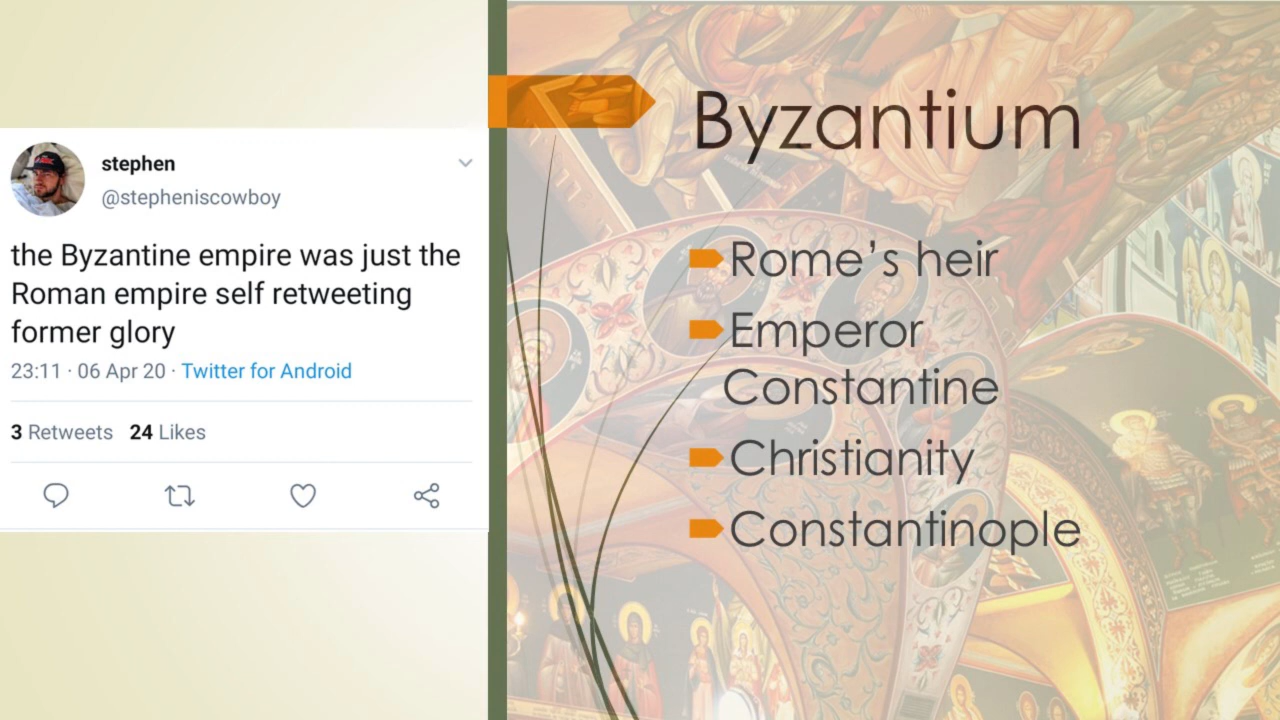 stephen
@stepheniscowboy
the Byzantine empire was just the
Roman empire self retweeting
former glory
23:11 · 06 Apr 20 · Twitter for Android
3 Retweets 24 Likes
Byzantium
Rome’s heir
Emperor
Constantine
Christianity
Constantinople